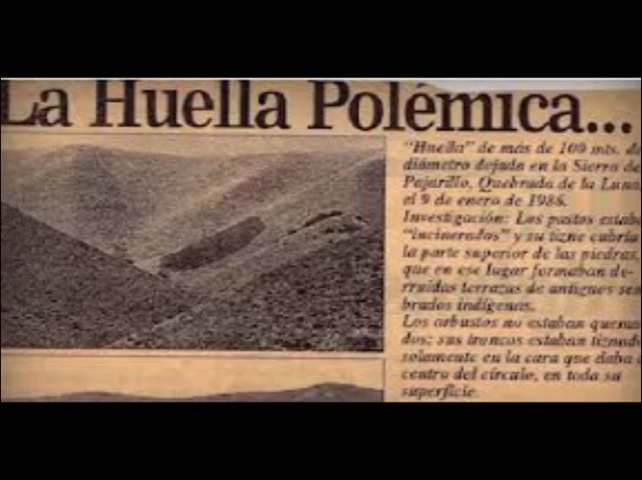 La Huella Polémica...
"Huella" de más de 100 mts. de
diámetro dejada en la Sierra de
Pajarillo, Quebrada de la Luna
el 9 de enero de 1986.
Investigación: Los pastos estab
"incinerados" y su tizne cubría
la parte superior de las piedras,
que en ese lugar formaban de-
rruidas terrazas de antiguos sem
brados indígenas.
Los arbustos no estaban quema
dos; sus troncos estaban tiznad
solamente en la cara que daba
centro del círculo, en toda su
superficie.